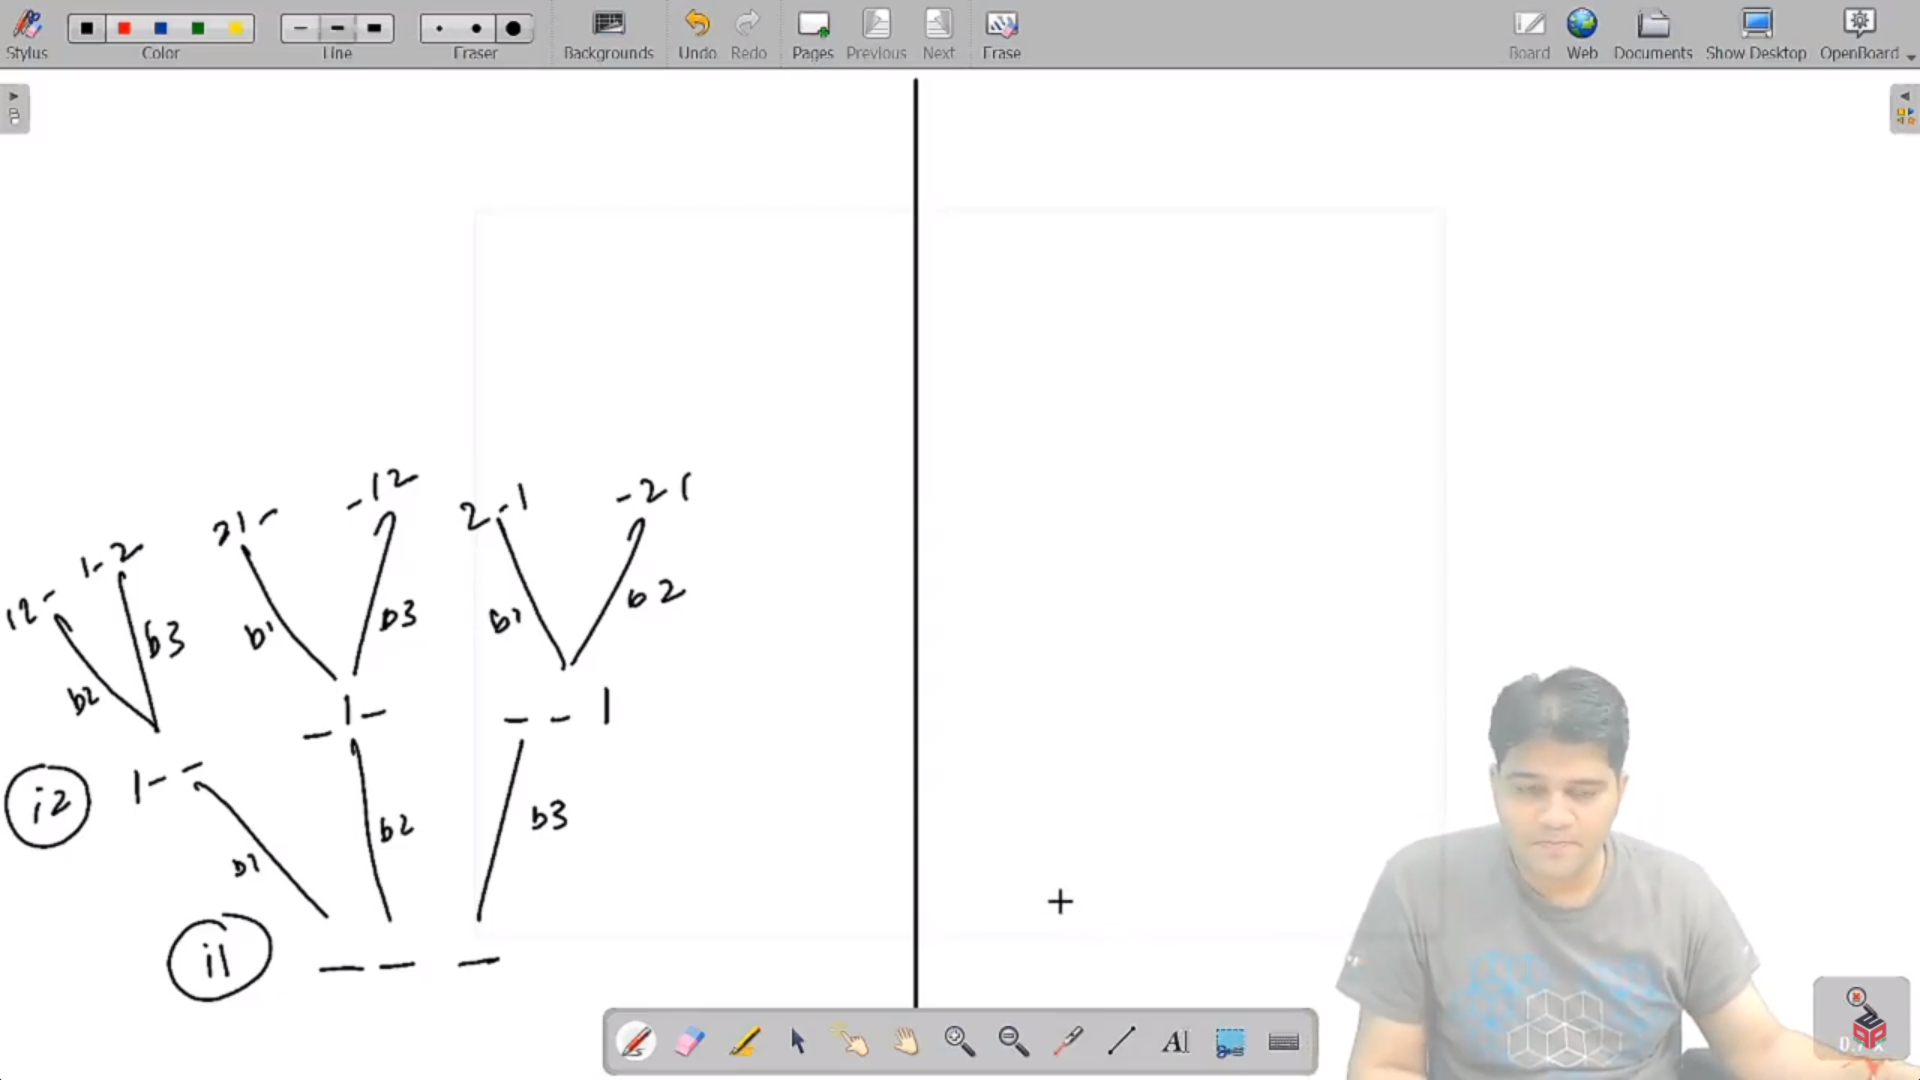 Stylus
Color
Line
Eraser
Backgrounds
Undo
Redo
Pages
Previous
Next
Erase
Board
Web
Documents
Show Desktop
OpenBoard
-12
2-1
-21
21-
1-2
12-
b2
b3
b1
b3
b1
b2
-1-
--1
i2
1--
b1
b2
b3
i1
---
AI